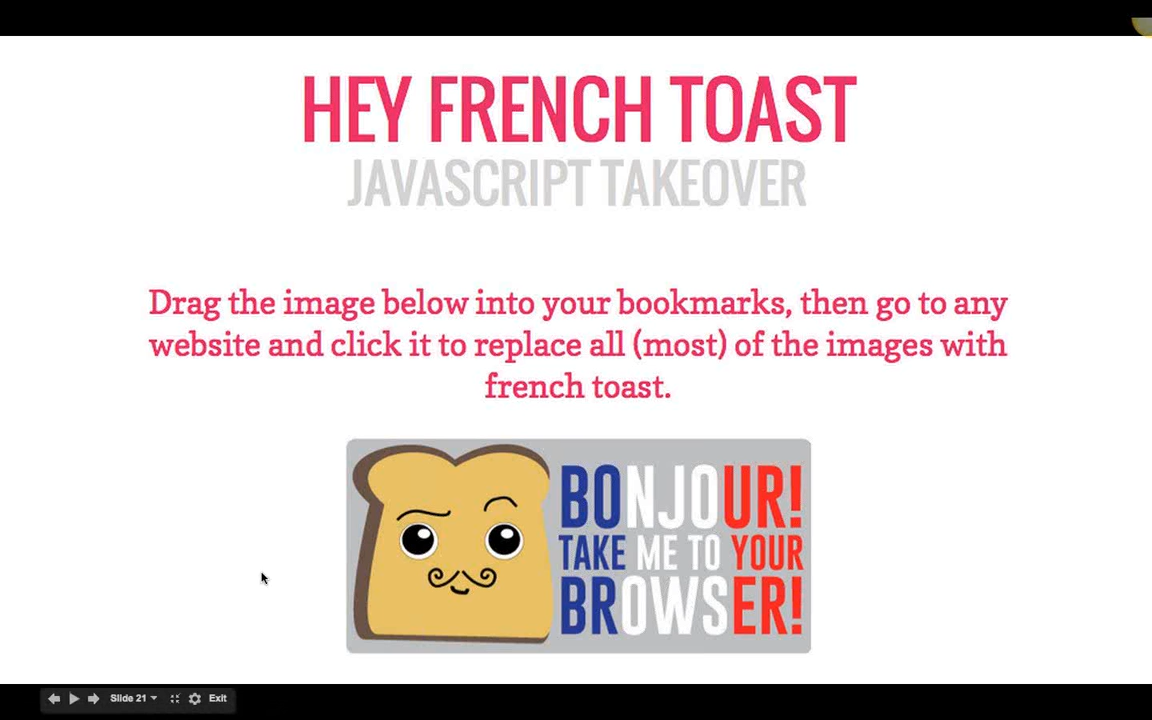 HEY FRENCH TOAST
JAVASCRIPT TAKEOVER
Drag the image below into your bookmarks, then go to any
website and click it to replace all (most) of the images with
french toast.
BONJOUR!
TAKE ME TO YOUR
BROWSER!
Slide 21 Exit